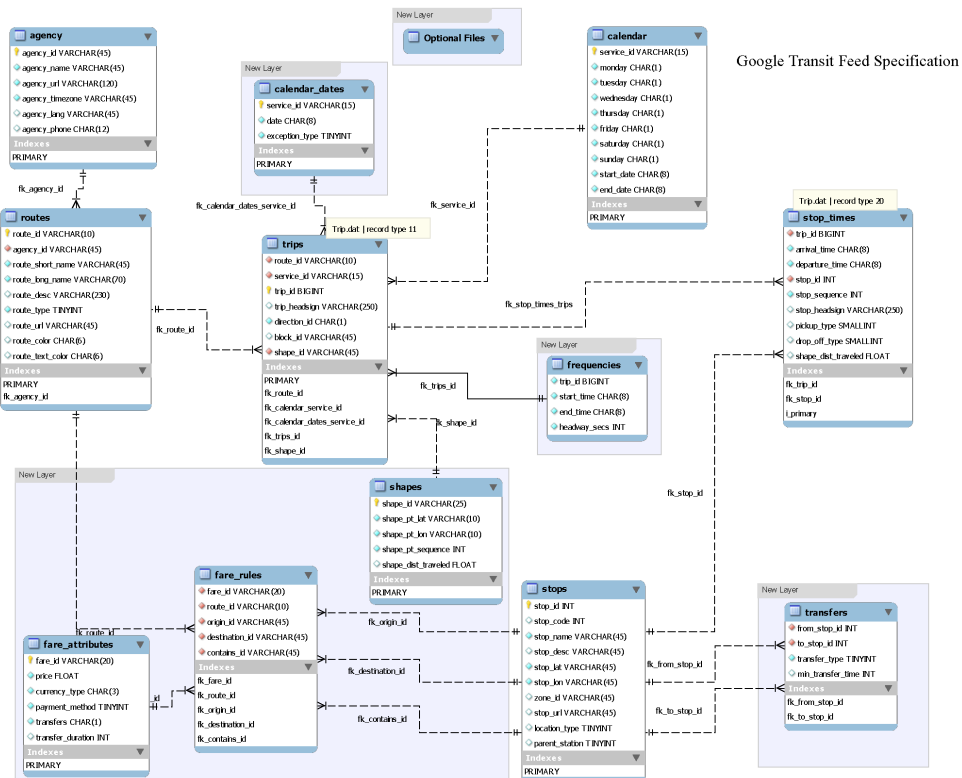 New Layer
Optional Files
Google Transit Feed Specification
agency
agency_id VARCHAR(45)
agency_name VARCHAR(45)
agency_url VARCHAR(120)
agency_timezone VARCHAR(45)
agency_lang VARCHAR(45)
agency_phone CHAR(12)
Indexes
PRIMARY
fk_agency_id
New Layer
calendar_dates
service_id VARCHAR(15)
date CHAR(8)
exception_type TINYINT
Indexes
PRIMARY
fk_calendar_dates_service_id
calendar
service_id VARCHAR(15)
monday CHAR(1)
tuesday CHAR(1)
wednesday CHAR(1)
thursday CHAR(1)
friday CHAR(1)
saturday CHAR(1)
sunday CHAR(1)
start_date CHAR(8)
end_date CHAR(8)
Indexes
PRIMARY
fk_service_id
routes
route_id VARCHAR(10)
agency_id VARCHAR(45)
route_short_name VARCHAR(45)
route_long_name VARCHAR(70)
route_desc VARCHAR(230)
route_type TINYINT
route_url VARCHAR(45)
route_color CHAR(6)
route_text_color CHAR(6)
Indexes
PRIMARY
fk_agency_id
fk_route_id
Trip.dat | record type 11
trips
route_id VARCHAR(10)
service_id VARCHAR(15)
trip_id BIGINT
trip_headsign VARCHAR(250)
direction_id CHAR(1)
block_id VARCHAR(45)
shape_id VARCHAR(45)
Indexes
PRIMARY
fk_route_id
fk_calendar_service_id
fk_calendar_dates_service_id
fk_trips_id
fk_shape_id
fk_stop_times_trips
Trip.dat | record type 20
stop_times
trip_id BIGINT
arrival_time CHAR(8)
departure_time CHAR(8)
stop_id INT
stop_sequence INT
stop_headsign VARCHAR(250)
pickup_type SMALLINT
drop_off_type SMALLINT
shape_dist_traveled FLOAT
Indexes
fk_trip_id
fk_stop_id
i_primary
New Layer
frequencies
trip_id BIGINT
start_time CHAR(8)
end_time CHAR(8)
headway_secs INT
fk_trips_id
fk_shape_id
fk_stop_id
New Layer
shapes
shape_id VARCHAR(25)
shape_pt_lat VARCHAR(10)
shape_pt_lon VARCHAR(10)
shape_pt_sequence INT
shape_dist_traveled FLOAT
Indexes
PRIMARY
fare_rules
fare_id VARCHAR(20)
route_id VARCHAR(10)
origin_id VARCHAR(45)
destination_id VARCHAR(45)
contains_id VARCHAR(45)
Indexes
fk_fare_id
fk_route_id
fk_origin_id
fk_destination_id
fk_contains_id
fk_route_id
fare_attributes
fare_id VARCHAR(20)
price FLOAT
currency_type CHAR(3)
payment_method TINYINT
transfers CHAR(1)
transfer_duration INT
Indexes
PRIMARY
_id
fk_origin_id
fk_destination_id
fk_contains_id
stops
stop_id INT
stop_code INT
stop_name VARCHAR(45)
stop_desc VARCHAR(45)
stop_lat VARCHAR(45)
stop_lon VARCHAR(45)
zone_id VARCHAR(45)
stop_url VARCHAR(45)
location_type TINYINT
parent_station TINYINT
Indexes
PRIMARY
fk_from_stop_id
fk_to_stop_id
New Layer
transfers
from_stop_id INT
to_stop_id INT
transfer_type TINYINT
min_transfer_time INT
Indexes
fk_from_stop_id
fk_to_stop_id